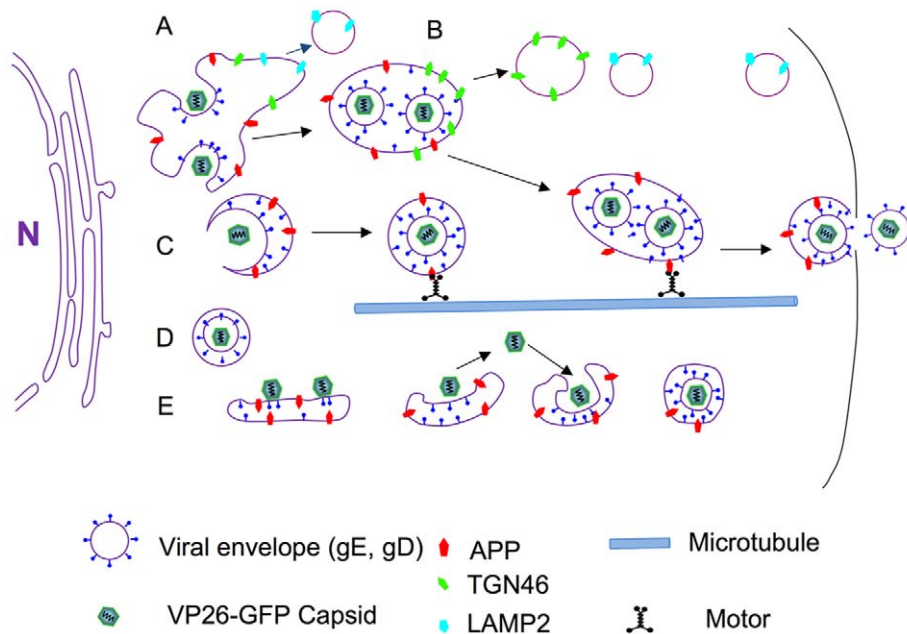 A
B
N
C
D
E
Viral envelope (gE, gD)
APP
Microtubule
TGN46
VP26-GFP Capsid
LAMP2
Motor